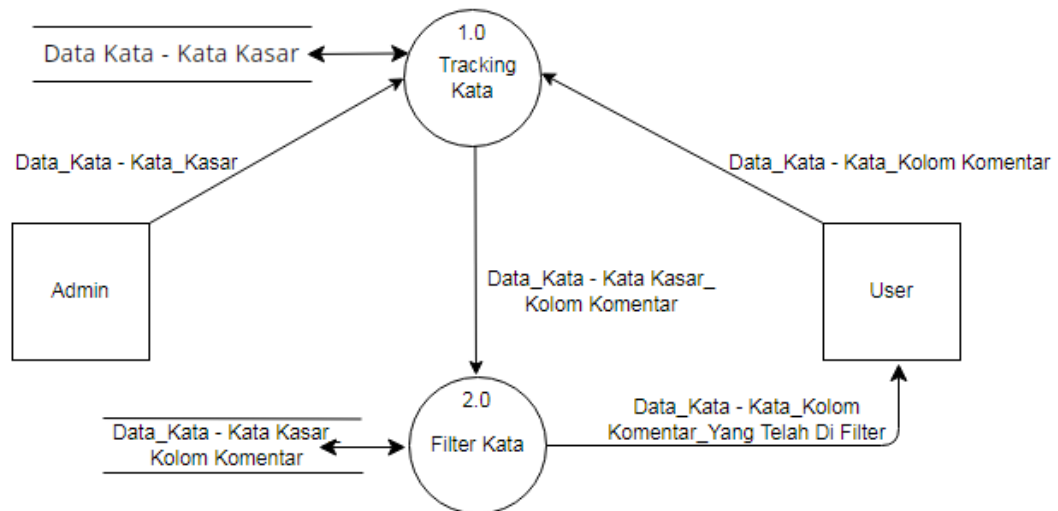 1.0
Tracking
Kata
Data Kata - Kata Kasar
Data_Kata - Kata_Kasar
Data_Kata - Kata_Kolom Komentar
Admin
User
Data_Kata - Kata Kasar_
Kolom Komentar
2.0
Filter Kata
Data_Kata - Kata Kasar_
Kolom Komentar
Data_Kata - Kata_Kolom
Komentar_Yang Telah Di Filter